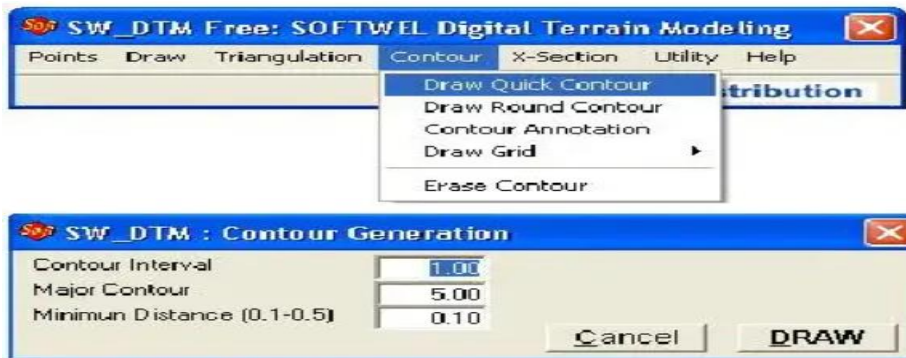 SW_DTM Free: SOFTWEL Digital Terrain Modeling
Points Draw Triangulation Contour X-Section Utility Help
Draw Quick Contour
tribution
Draw Round Contour
Contour Annotation
Draw Grid
Erase Contour
SW_DTM : Contour Generation
Contour Interval 1.00
Major Contour 5.00
Minimun Distance (0.1-0.5) 0.10
Cancel DRAW